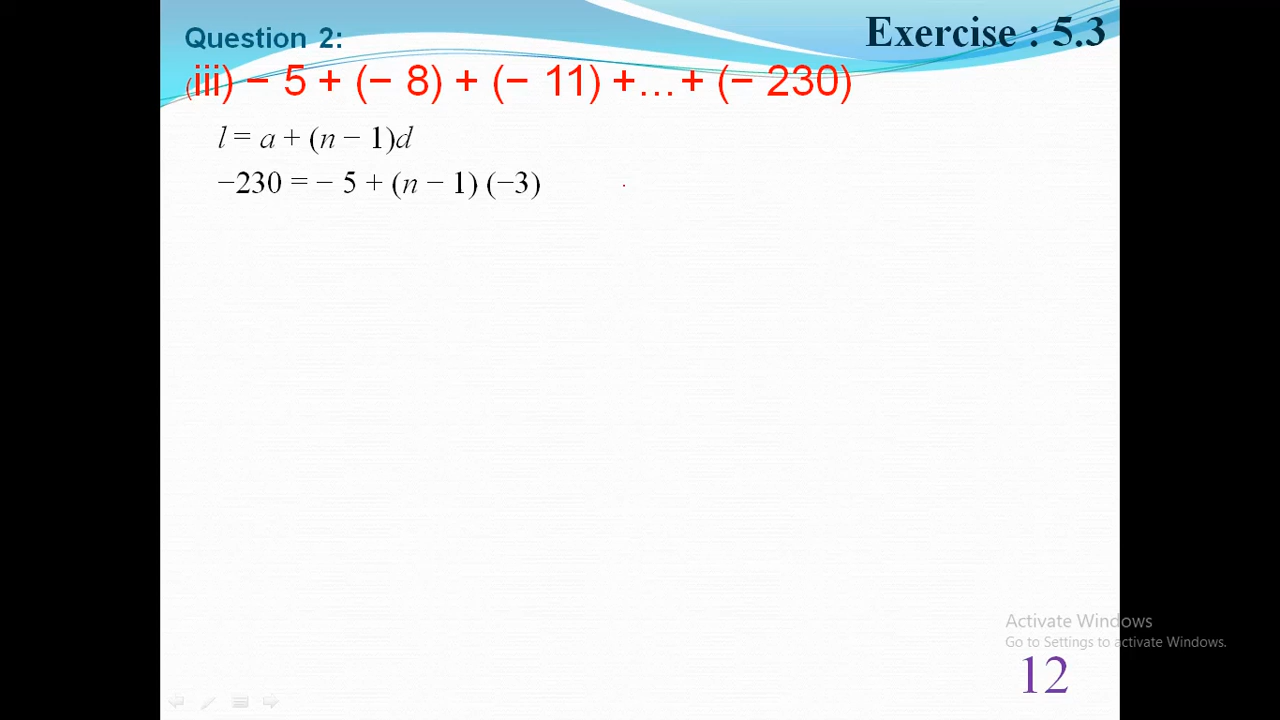 Question 2:
Exercise : 5.3
(iii) − 5 + (− 8) + (− 11) +...+ (− 230)
l = a + (n − 1)d
−230 = − 5 + (n − 1) (−3)
Activate Windows
Go to Settings to activate Windows.
12